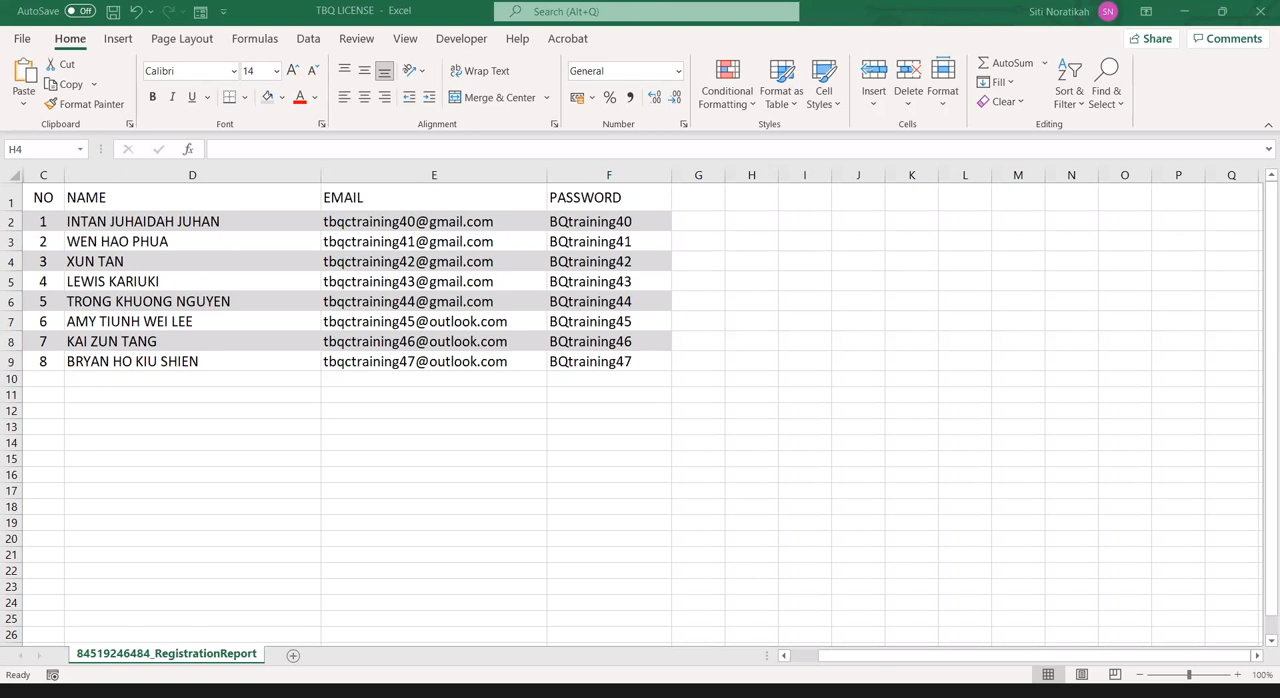 AutoSave Off TBQ LICENSE - Excel Search (Alt+Q) Siti Noratikah SN
File Home Insert Page Layout Formulas Data Review View Developer Help Acrobat Share Comments
Paste Cut Copy Format Painter Clipboard
Calibri 14 A A B I U A Font
Wrap Text Merge & Center Alignment
General % , Number
Conditional Formatting Format as Table Cell Styles Styles
Insert Delete Format Cells
AutoSum Fill Clear Sort & Filter Find & Select Editing
H4 fx
C D E F G H I J K L M N O P Q
1 NO NAME EMAIL PASSWORD
2 1 INTAN JUHAIDAH JUHAN tbqctraining40@gmail.com BQtraining40
3 2 WEN HAO PHUA tbqctraining41@gmail.com BQtraining41
4 3 XUN TAN tbqctraining42@gmail.com BQtraining42
5 4 LEWIS KARIUKI tbqctraining43@gmail.com BQtraining43
6 5 TRONG KHUONG NGUYEN tbqctraining44@gmail.com BQtraining44
7 6 AMY TIUNH WEI LEE tbqctraining45@outlook.com BQtraining45
8 7 KAI ZUN TANG tbqctraining46@outlook.com BQtraining46
9 8 BRYAN HO KIU SHIEN tbqctraining47@outlook.com BQtraining47
10
11
12
13
14
15
16
17
18
19
20
21
22
23
24
25
26
84519246484_RegistrationReport
Ready 100%